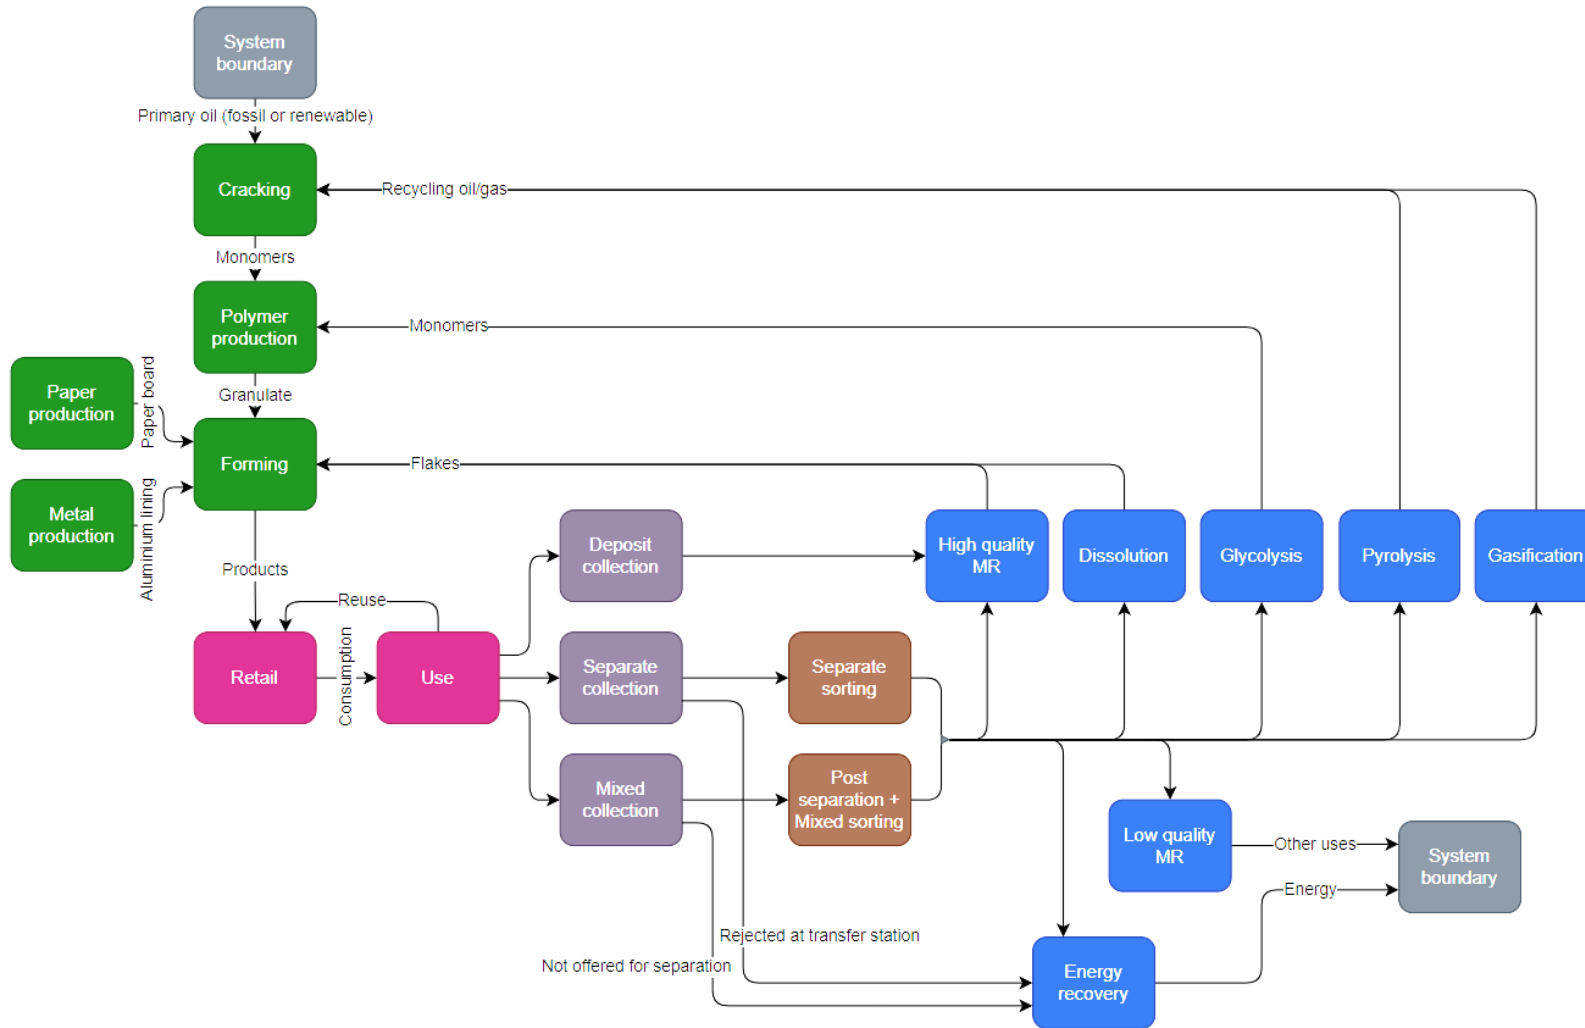 System
boundary
Primary oil (fossil or renewable)
Cracking
Recycling oil/gas
Monomers
Polymer
production
Monomers
Paper
production
Paper board
Granulate
Forming
Flakes
Metal
production
Aluminium lining
Products
Deposit
collection
High quality
MR
Dissolution
Glycolysis
Pyrolysis
Gasification
Reuse
Retail
Consumption
Use
Separate
collection
Separate
sorting
Mixed
collection
Post
separation +
Mixed sorting
Low quality
MR
Other uses
System
boundary
Energy
Rejected at transfer station
Not offered for separation
Energy
recovery